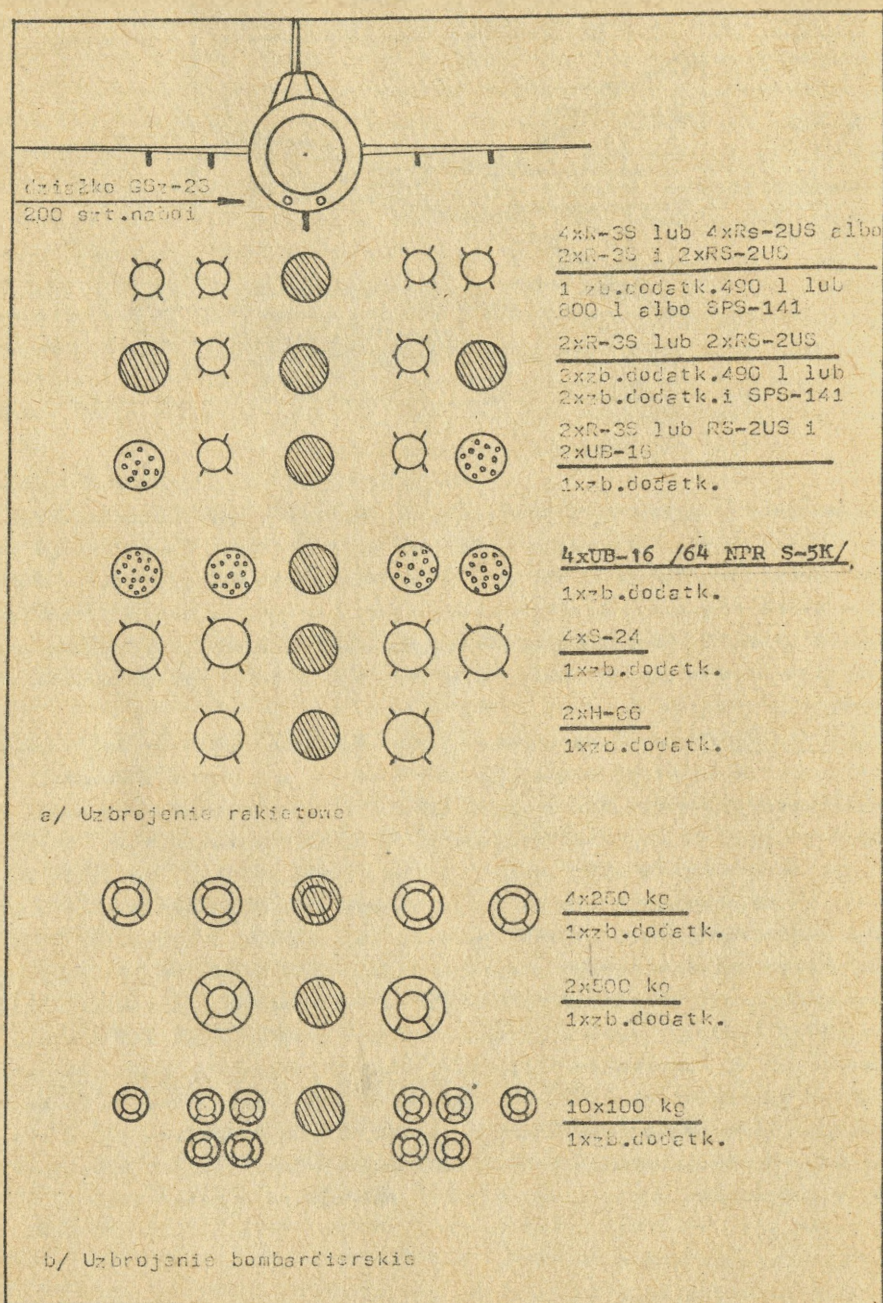 działko GSz-23
200 szt.naboi
4xR-3S lub 4xRs-2US albo
2xR-3S i 2xRS-2US
1 zb.dodatk.490 l lub
800 l albo SPS-141
2xR-3S lub 2xRS-2US
3xzb.dodatk.490 l lub
2xzb.dodatk.i SPS-141
2xR-3S lub RS-2US i
2xUB-16
1xzb.dodatk.
4xUB-16 /64 NPR S-5K/
1xzb.dodatk.
4xS-24
1xzb.dodatk.
2xH-66
1xzb.dodatk.
a/ Uzbrojenie rakietowe
4x250 kg
1xzb.dodatk.
2x500 kg
1xzb.dodatk.
10x100 kg
1xzb.dodatk.
b/ Uzbrojenie bombardierskie